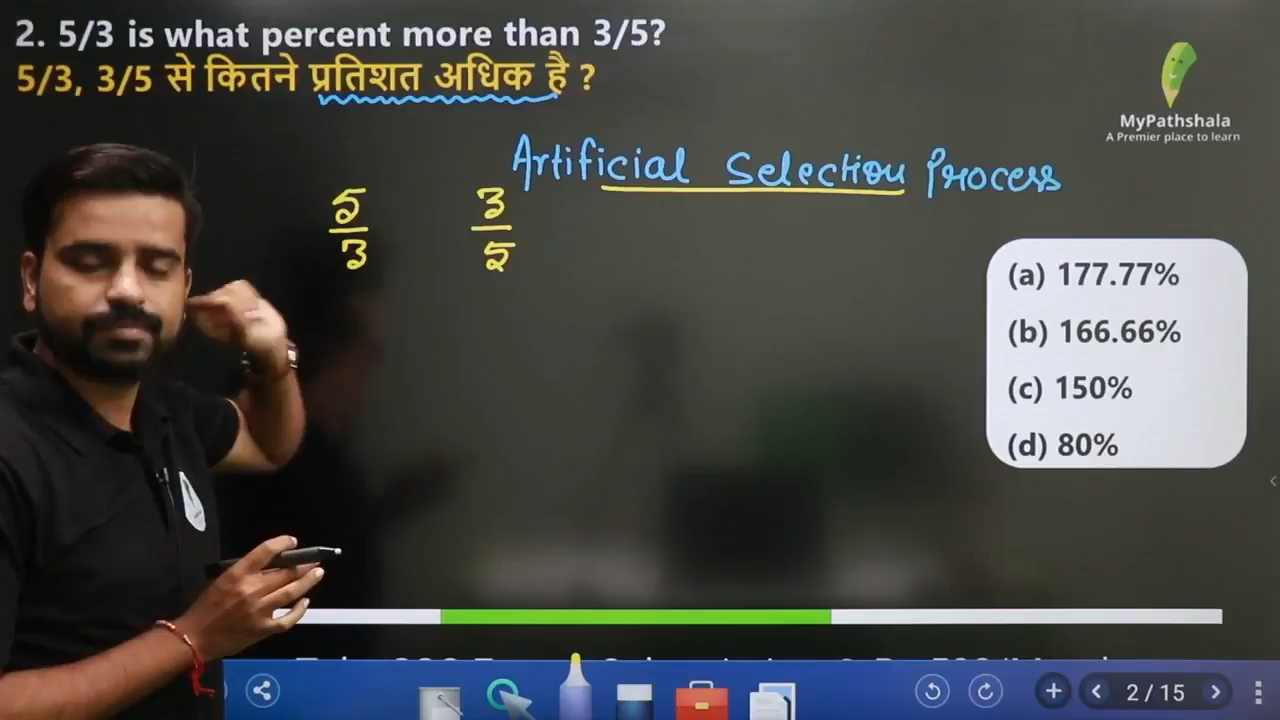 2. 5/3 is what percent more than 3/5?
5/3, 3/5 से कितने प्रतिशत अधिक है ?
MyPathshala
A Premier place to learn
Artificial Selection Process
5/3 3/5
(a) 177.77%
(b) 166.66%
(c) 150%
(d) 80%
2 / 15